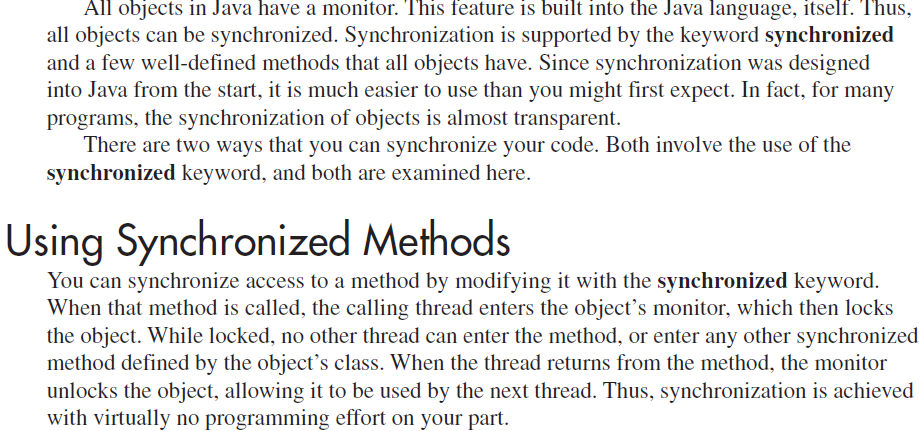 All objects in Java have a monitor. This feature is built into the Java language, itself. Thus,
all objects can be synchronized. Synchronization is supported by the keyword synchronized
and a few well-defined methods that all objects have. Since synchronization was designed
into Java from the start, it is much easier to use than you might first expect. In fact, for many
programs, the synchronization of objects is almost transparent.
There are two ways that you can synchronize your code. Both involve the use of the
synchronized keyword, and both are examined here.
Using Synchronized Methods
You can synchronize access to a method by modifying it with the synchronized keyword.
When that method is called, the calling thread enters the object’s monitor, which then locks
the object. While locked, no other thread can enter the method, or enter any other synchronized
method defined by the object’s class. When the thread returns from the method, the monitor
unlocks the object, allowing it to be used by the next thread. Thus, synchronization is achieved
with virtually no programming effort on your part.